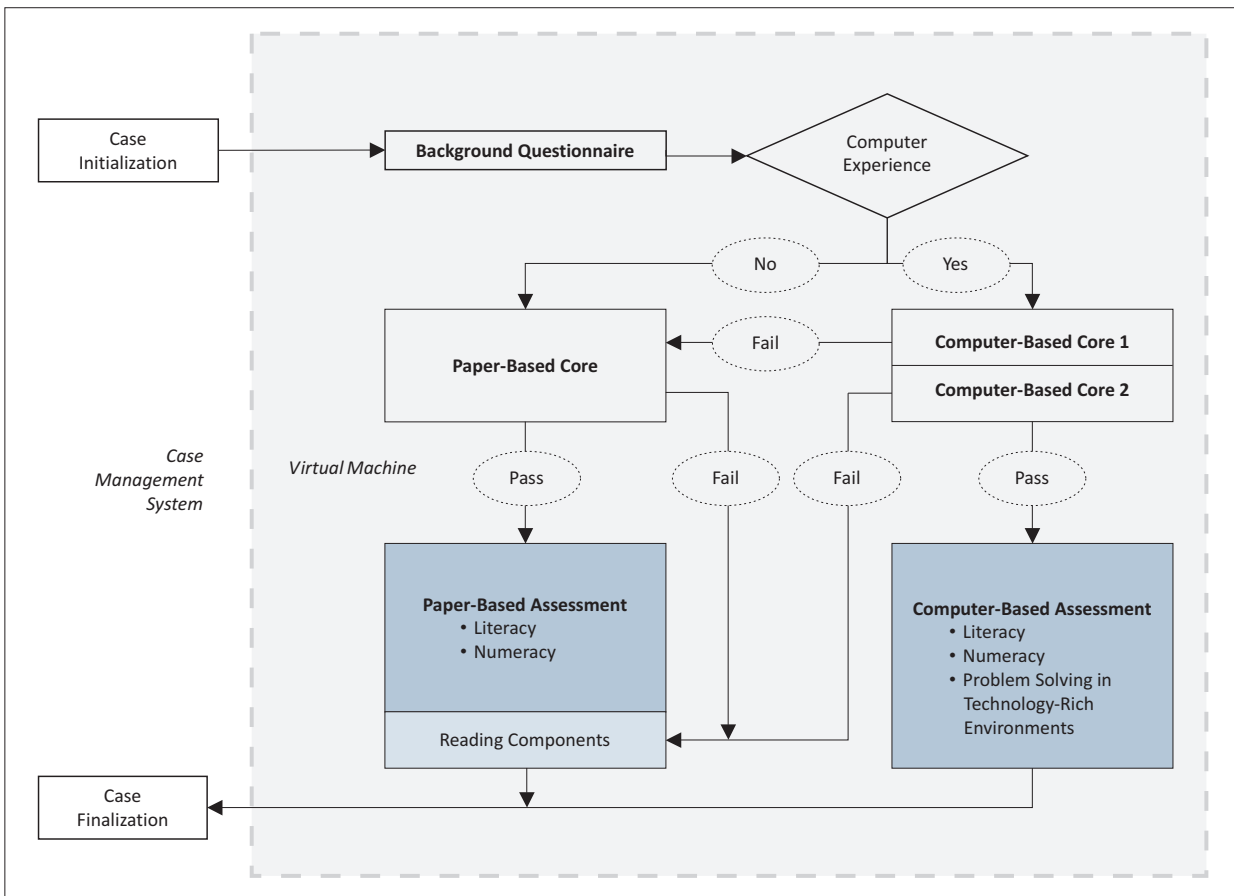 Case
Initialization
Background Questionnaire
Computer
Experience
No
Yes
Paper-Based Core
Fail
Computer-Based Core 1
Computer-Based Core 2
Case
Management
System
Virtual Machine
Pass
Fail
Fail
Pass
Paper-Based Assessment
• Literacy
• Numeracy
Reading Components
Computer-Based Assessment
• Literacy
• Numeracy
• Problem Solving in
Technology-Rich
Environments
Case
Finalization